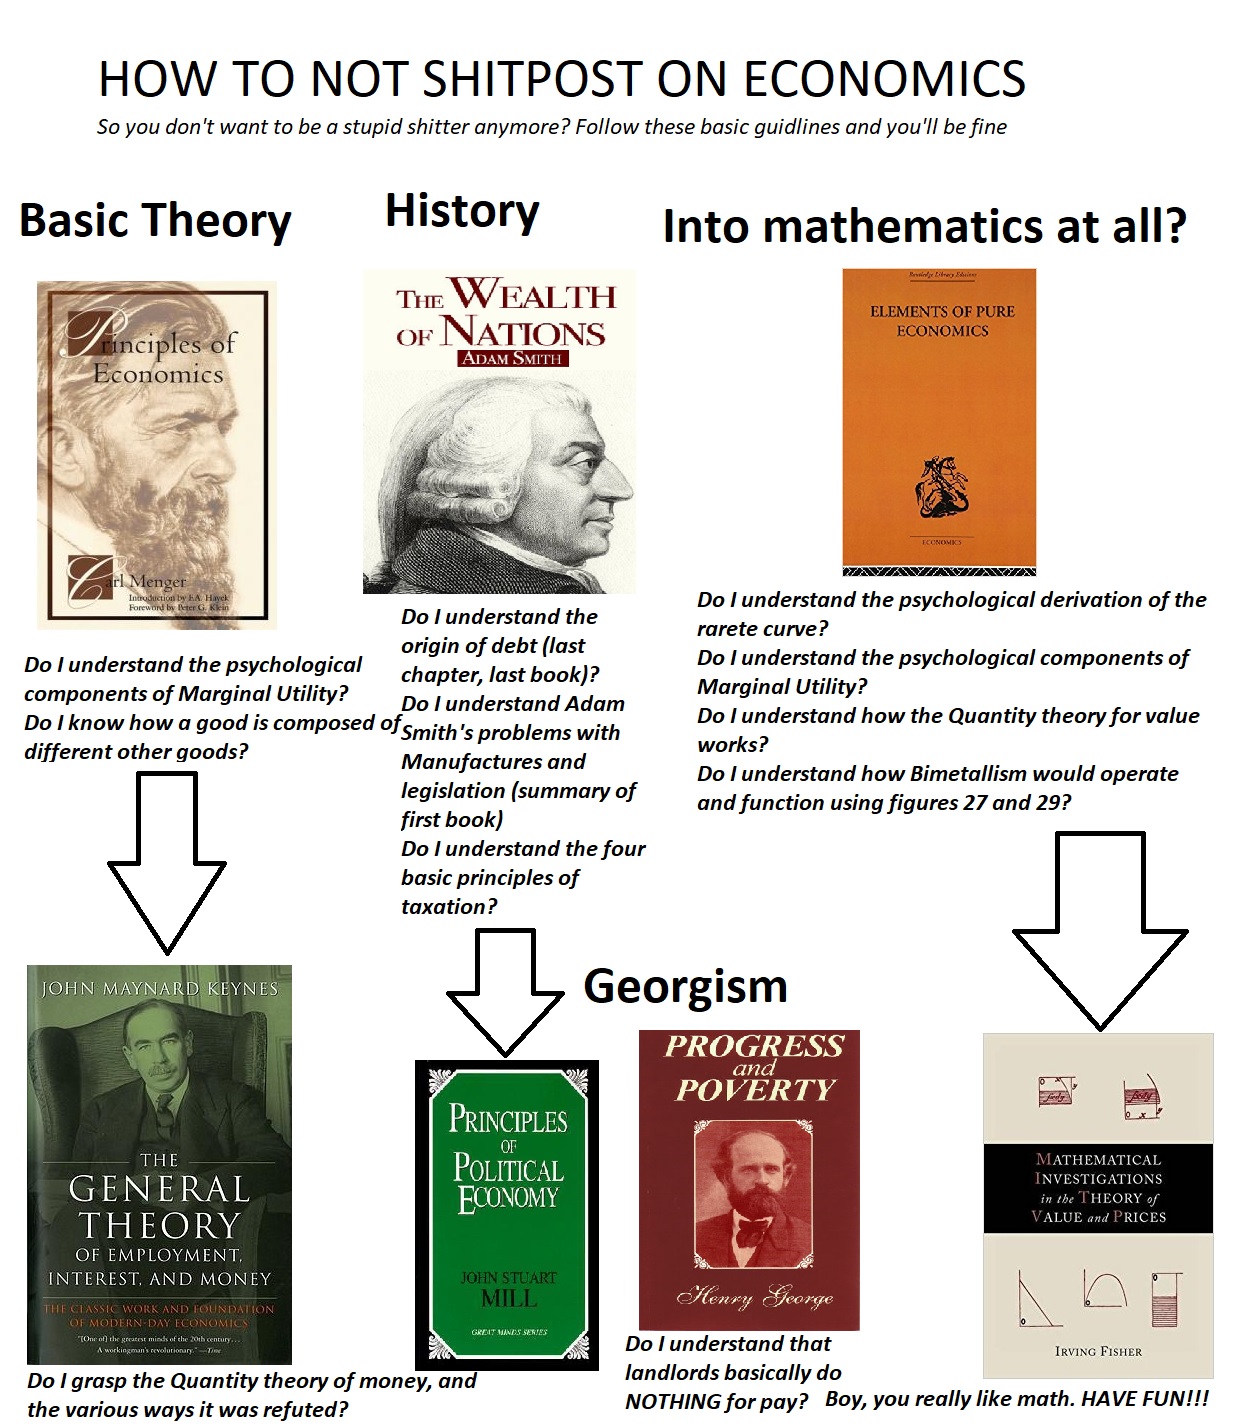 HOW TO NOT SHITPOST ON ECONOMICS
So you don't want to be a stupid shitter anymore? Follow these basic guidlines and you'll be fine
Basic Theory
Principles of
Economics
Carl Menger
Introduction by F.A. Hayek
Foreword by Peter G. Klein
Do I understand the psychological
components of Marginal Utility?
Do I know how a good is composed of
different other goods?
JOHN MAYNARD KEYNES
THE
GENERAL
THEORY
OF EMPLOYMENT,
INTEREST, AND MONEY
THE CLASSIC WORK AND FOUNDATION
OF MODERN-DAY ECONOMICS
"[One of] the greatest minds of the 20th century...
A workingman's revolutionary." —Time
Do I grasp the Quantity theory of money, and
the various ways it was refuted?
History
THE WEALTH
OF NATIONS
ADAM SMITH
Do I understand the
origin of debt (last
chapter, last book)?
Do I understand Adam
Smith's problems with
Manufactures and
legislation (summary of
first book)
Do I understand the four
basic principles of
taxation?
PRINCIPLES
OF
POLITICAL
ECONOMY
JOHN STUART
MILL
GREAT MINDS SERIES
Georgism
PROGRESS
and
POVERTY
Henry George
Do I understand that
landlords basically do
NOTHING for pay?
Into mathematics at all?
Routledge Library Editions
ELEMENTS OF PURE
ECONOMICS
ECONOMICS
Do I understand the psychological derivation of the
rarete curve?
Do I understand the psychological components of
Marginal Utility?
Do I understand how the Quantity theory for value
works?
Do I understand how Bimetallism would operate
and function using figures 27 and 29?
MATHEMATICAL
INVESTIGATIONS
in the THEORY of
VALUE and PRICES
IRVING FISHER
Boy, you really like math. HAVE FUN!!!